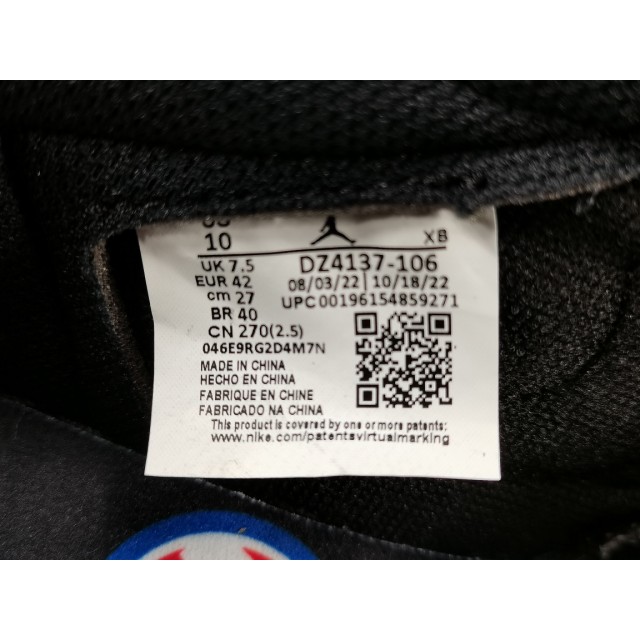 10
XB
UK 7.5
DZ4137-106
EUR 42
08/03/22 10/18/22
cm 27
UPC00196154859271
BR 40
CN 270(2.5)
046E9RG2D4M7N
MADE IN CHINA
HECHO EN CHINA
FABRIQUE EN CHINE
FABRICADO NA CHINA
This product is covered by one or more patents:
www.nike.com/patentsvirtualmarking